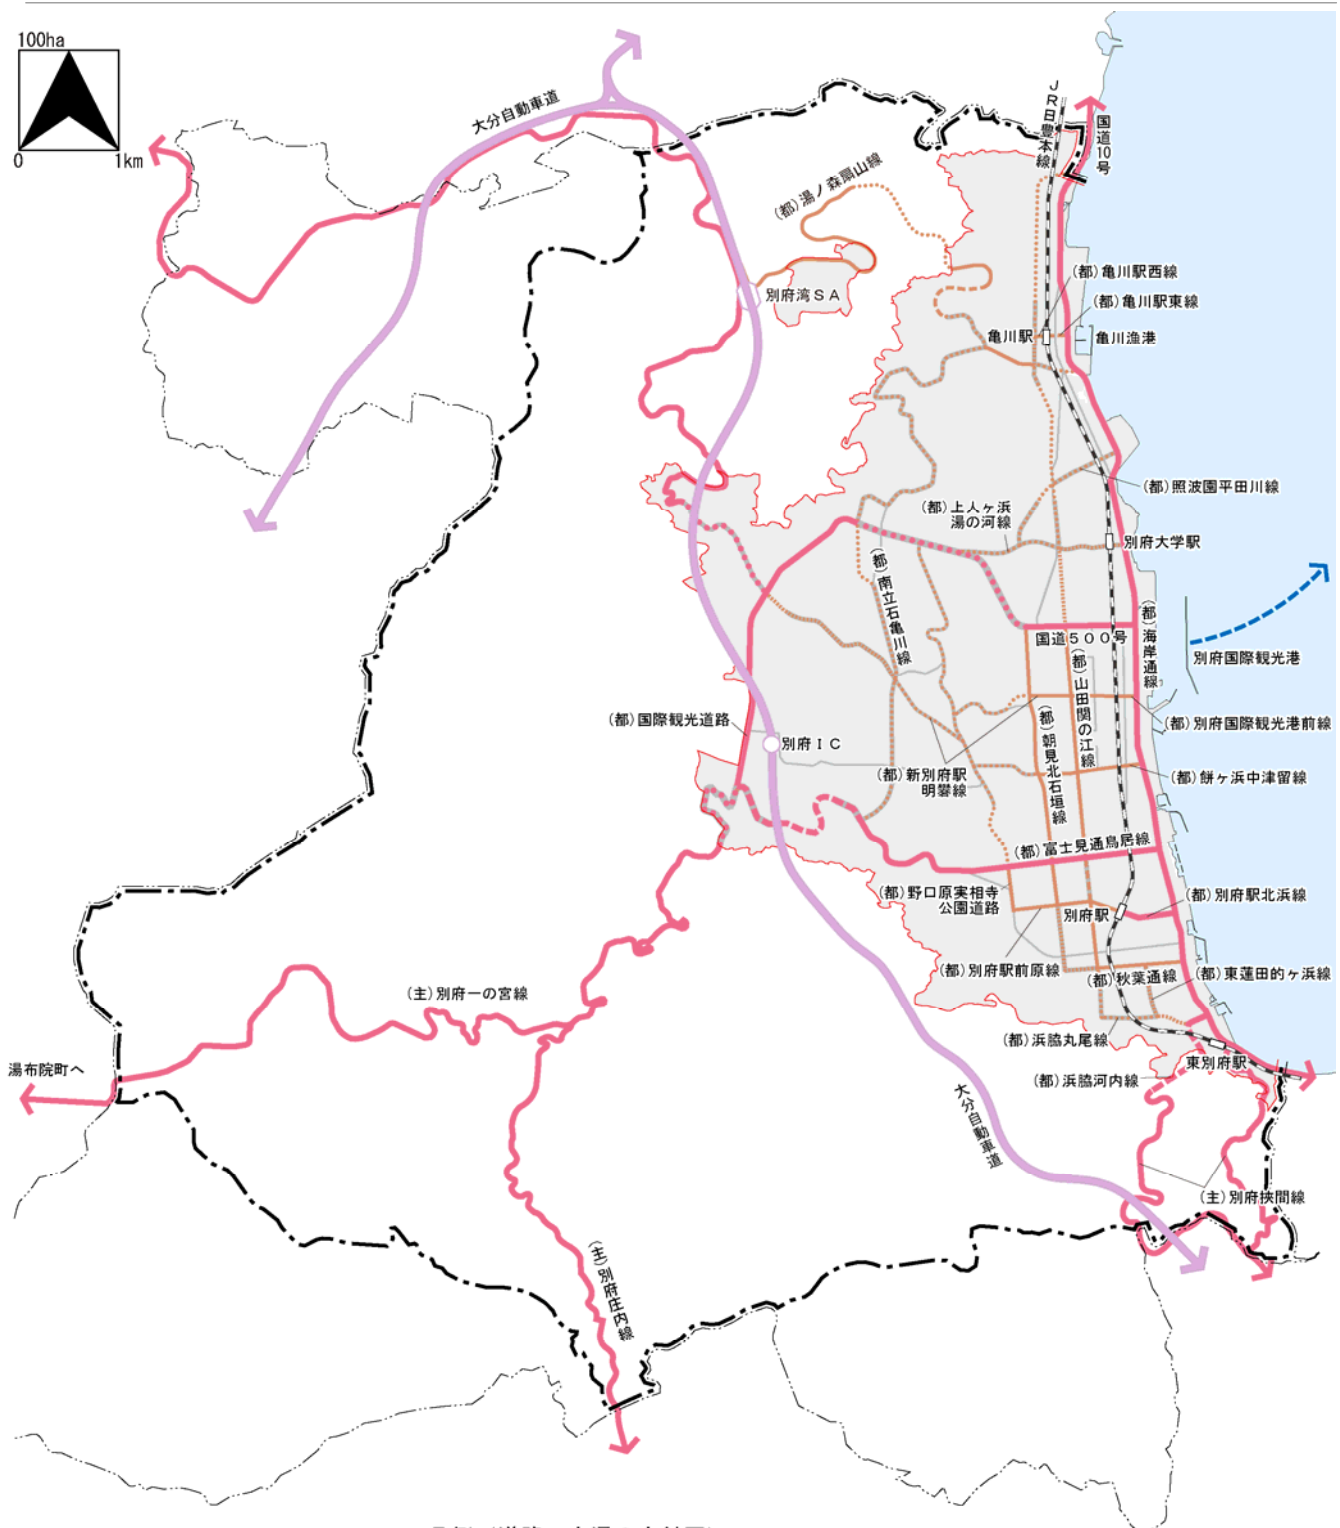 100ha
0
1km
大分自動車道
JR日豊本線
国道10号
(都)湯ノ森扇山線
別府湾SA
(都)亀川駅西線
(都)亀川駅東線
亀川駅
亀川漁港
(都)照波園平田川線
(都)上人ヶ浜
湯の河線
別府大学駅
(都)南立石亀川線
国道500号
(都)海岸通線
別府国際観光港
(都)山田関の江線
(都)朝見北石垣線
(都)国際観光道路
(都)別府国際観光港前線
別府IC
(都)新別府駅
明礬線
(都)餅ヶ浜中津留線
(都)富士見通鳥居線
(都)野口原実相寺
公園道路
別府駅
(都)別府駅北浜線
(都)別府駅前原線
(都)秋葉通線
(都)東蓮田的ヶ浜線
(主)別府一の宮線
(都)浜脇丸尾線
東別府駅
湯布院町へ
(都)浜脇河内線
大分自動車道
(主)別府挾間線
(主)別府庄内線